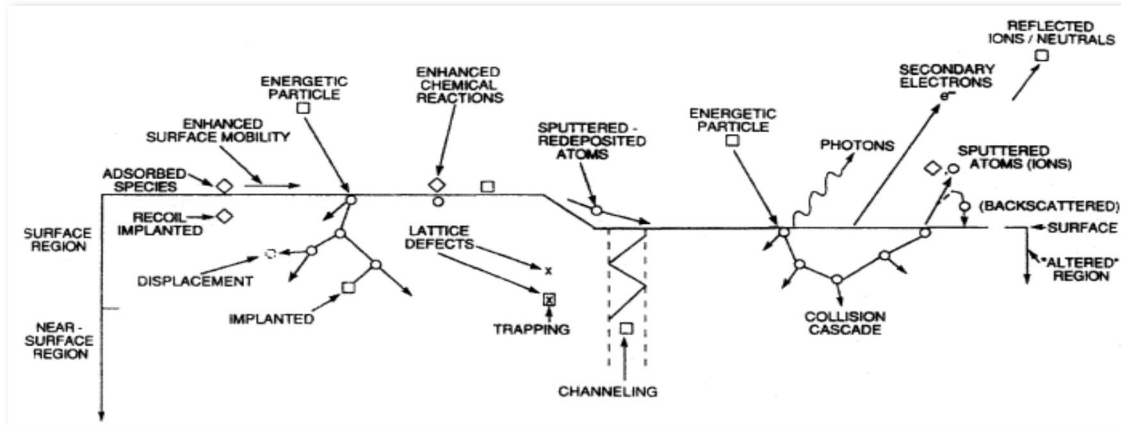 REFLECTED
IONS / NEUTRALS
SECONDARY
ELECTRONS
e–
ENERGETIC
PARTICLE
ENHANCED
CHEMICAL
REACTIONS
ENHANCED
SURFACE MOBILITY
SPUTTERED -
REDEPOSITED
ATOMS
ENERGETIC
PARTICLE
PHOTONS
SPUTTERED
ATOMS (IONS)
ADSORBED
SPECIES
(BACKSCATTERED)
RECOIL
IMPLANTED
SURFACE
SURFACE
REGION
LATTICE
DEFECTS
"ALTERED"
REGION
DISPLACEMENT
x
x
IMPLANTED
TRAPPING
COLLISION
CASCADE
NEAR -
SURFACE
REGION
CHANNELING